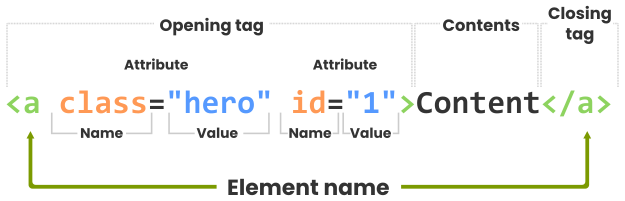 Opening tag Contents Closing tag
Attribute Attribute
<a class="hero" id="1">Content</a>
Name Value Name Value
Element name